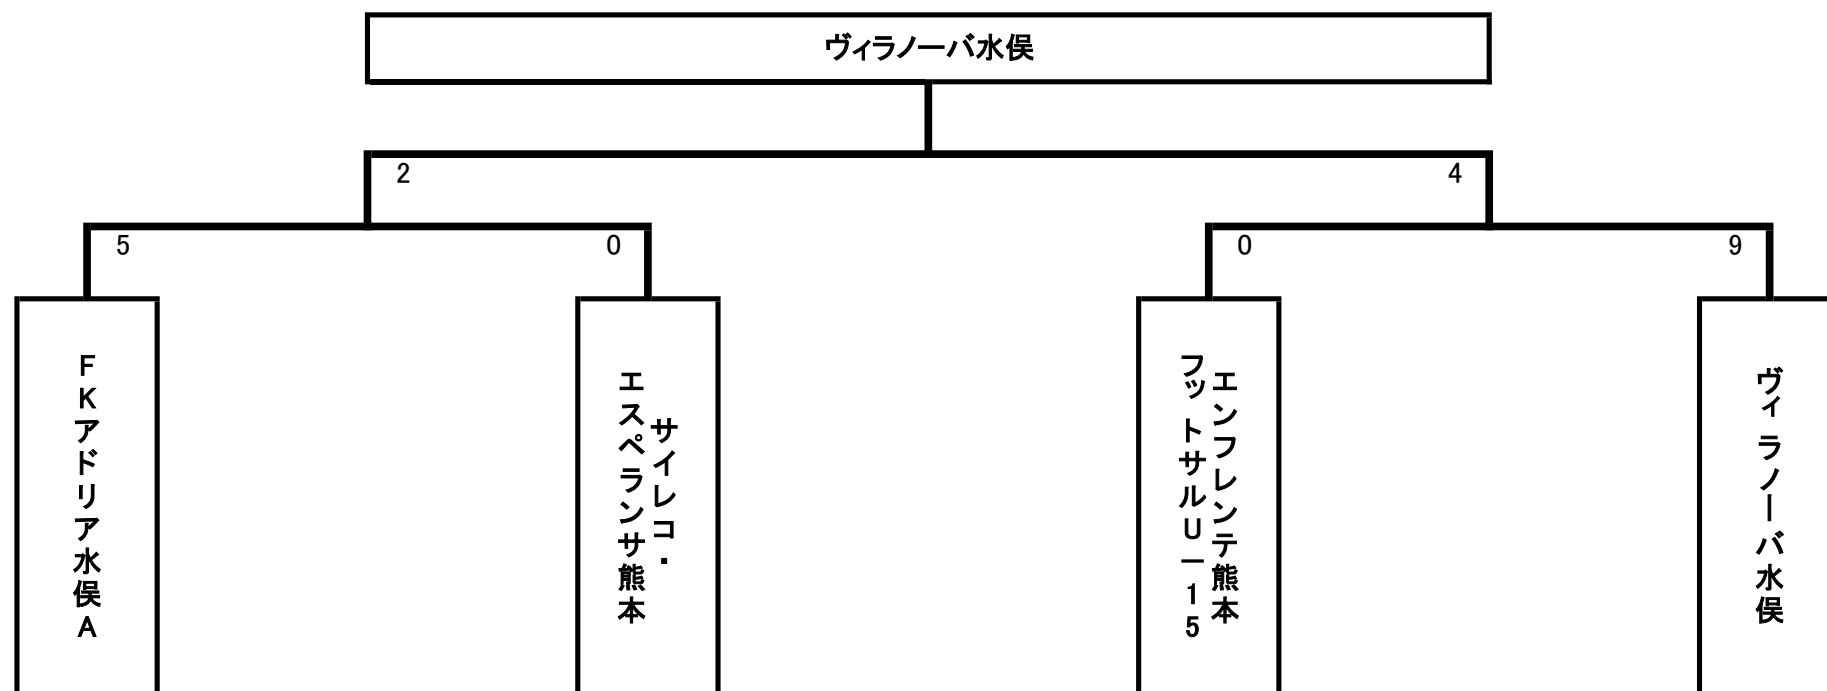 ヴィラノーバ水俣
2
4
5
0
0
9
FKアドリア水俣A
サイレコ・
エスペランサ熊本
エンフレンテ熊本
フットサルU－15
ヴィラノーバ水俣